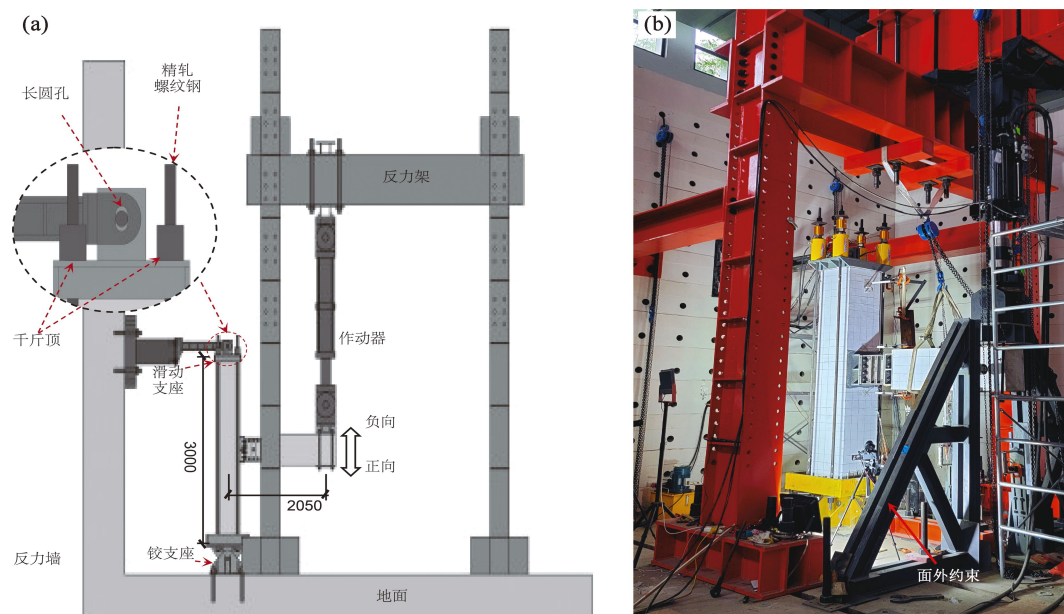 (a)
长圆孔
精轧
螺纹钢
反力架
千斤顶
滑动
支座
作动器
负向
正向
3000
2050
反力墙
铰支座
地面
(b)
面外约束